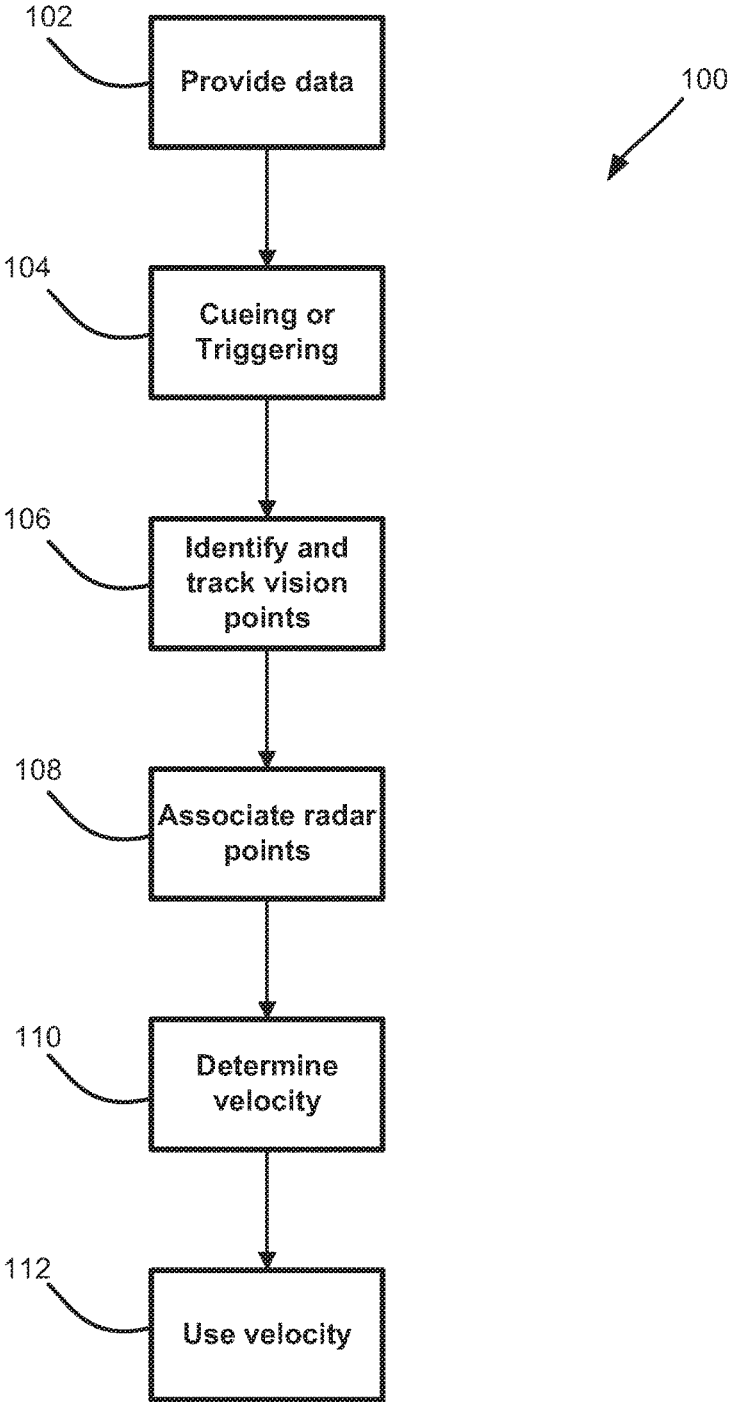 102
Provide data
100
104
Cueing or
Triggering
106
Identify and
track vision
points
108
Associate radar
points
110
Determine
velocity
112
Use velocity